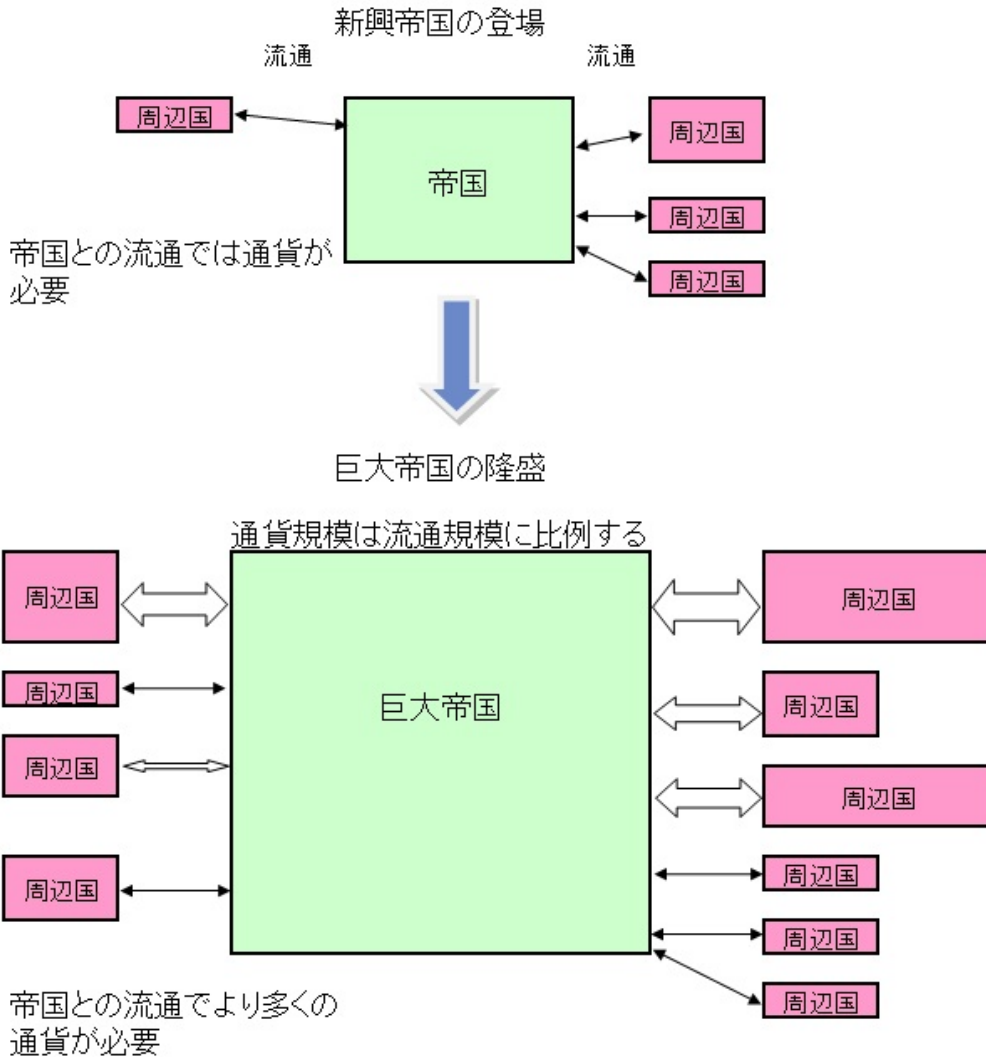 新興帝国の登場
流通
流通
周辺国
周辺国
帝国
周辺国
周辺国
帝国との流通では通貨が
必要
巨大帝国の隆盛
通貨規模は流通規模に比例する
周辺国
周辺国
周辺国
巨大帝国
周辺国
周辺国
周辺国
周辺国
周辺国
周辺国
周辺国
帝国との流通でより多くの
通貨が必要